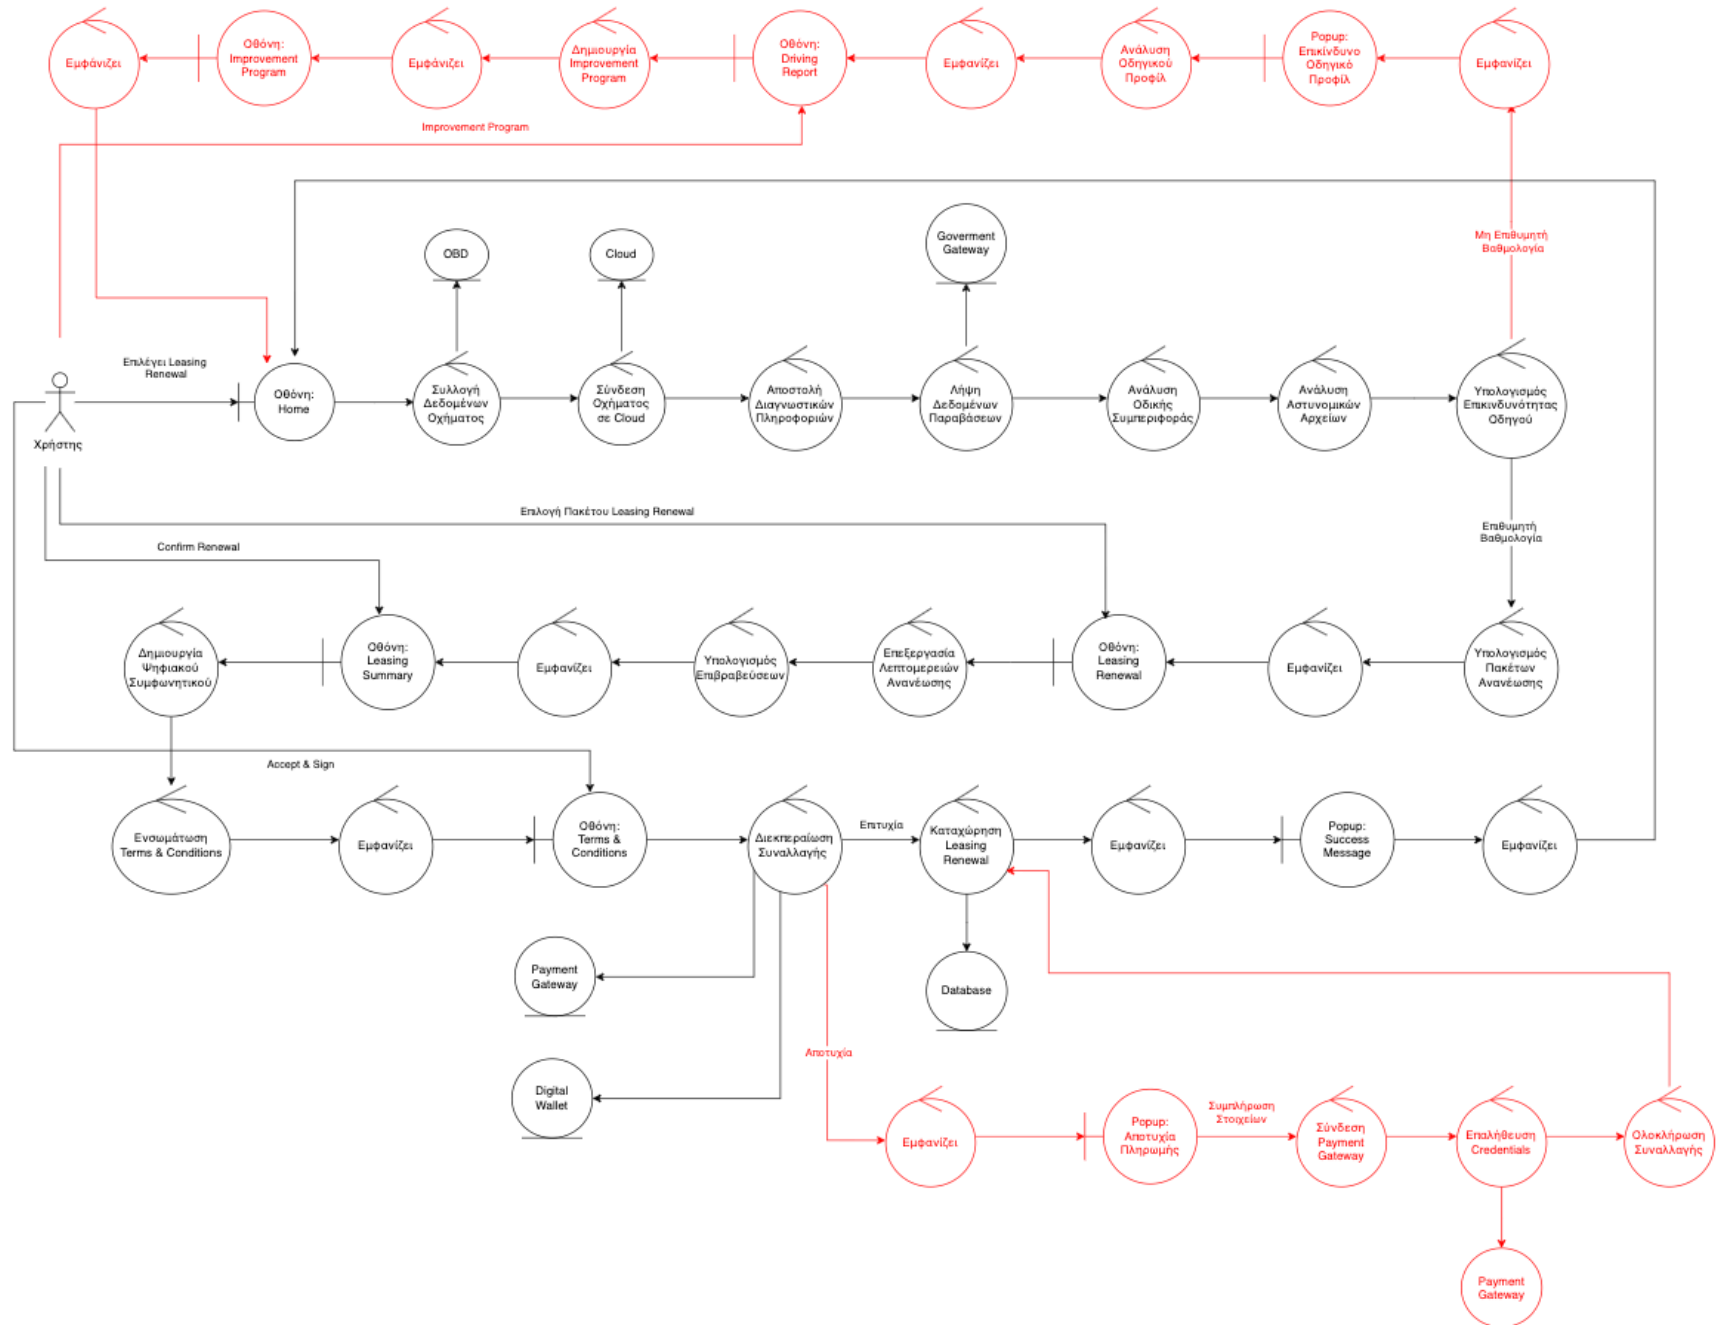 Εμφάνιζει
Οθόνη:
Improvement
Program
Εμφάνιζει
Δημιουργία
Improvement
Program
Οθόνη:
Driving
Report
Εμφανίζει
Ανάλυση
Οδηγικού
Προφίλ
Popup:
Επικίνδυνο
Οδηγικό
Προφίλ
Εμφανίζει
Improvement Program
Μη Επιθυμητή
Βαθμολογία
OBD
Cloud
Goverment
Gateway
Επιλέγει Leasing
Renewal
Χρήστης
Οθόνη:
Home
Συλλογή
Δεδομένων
Οχήματος
Σύνδεση
Οχήματος
σε Cloud
Αποστολή
Διαγνωστικών
Πληροφοριών
Λήψη
Δεδομένων
Παραβάσεων
Ανάλυση
Οδικής
Συμπεριφοράς
Ανάλυση
Αστυνομικών
Αρχείων
Υπολογισμός
Επικινδυνότητας
Οδηγού
Επιλογή Πακέτου Leasing Renewal
Confirm Renewal
Επιθυμητή
Βαθμολογία
Δημιουργία
Ψηφιακού
Συμφωνητικού
Οθόνη:
Leasing
Summary
Εμφανίζει
Υπολογισμός
Επιβραβεύσεων
Επεξεργασία
Λεπτομερειών
Ανανέωσης
Οθόνη:
Leasing
Renewal
Εμφανίζει
Υπολογισμός
Πακέτων
Ανανέωσης
Accept & Sign
Ενσωμάτωση
Terms & Conditions
Εμφανίζει
Οθόνη:
Terms &
Conditions
Διεκπεραίωση
Συναλλαγής
Επιτυχία
Καταχώρηση
Leasing
Renewal
Εμφανίζει
Popup:
Success
Message
Εμφανίζει
Payment
Gateway
Database
Αποτυχία
Digital
Wallet
Εμφανίζει
Popup:
Αποτυχία
Πληρωμής
Συμπλήρωση
Στοιχείων
Σύνδεση
Payment
Gateway
Επαλήθευση
Credentials
Ολοκλήρωση
Συναλλαγής
Payment
Gateway